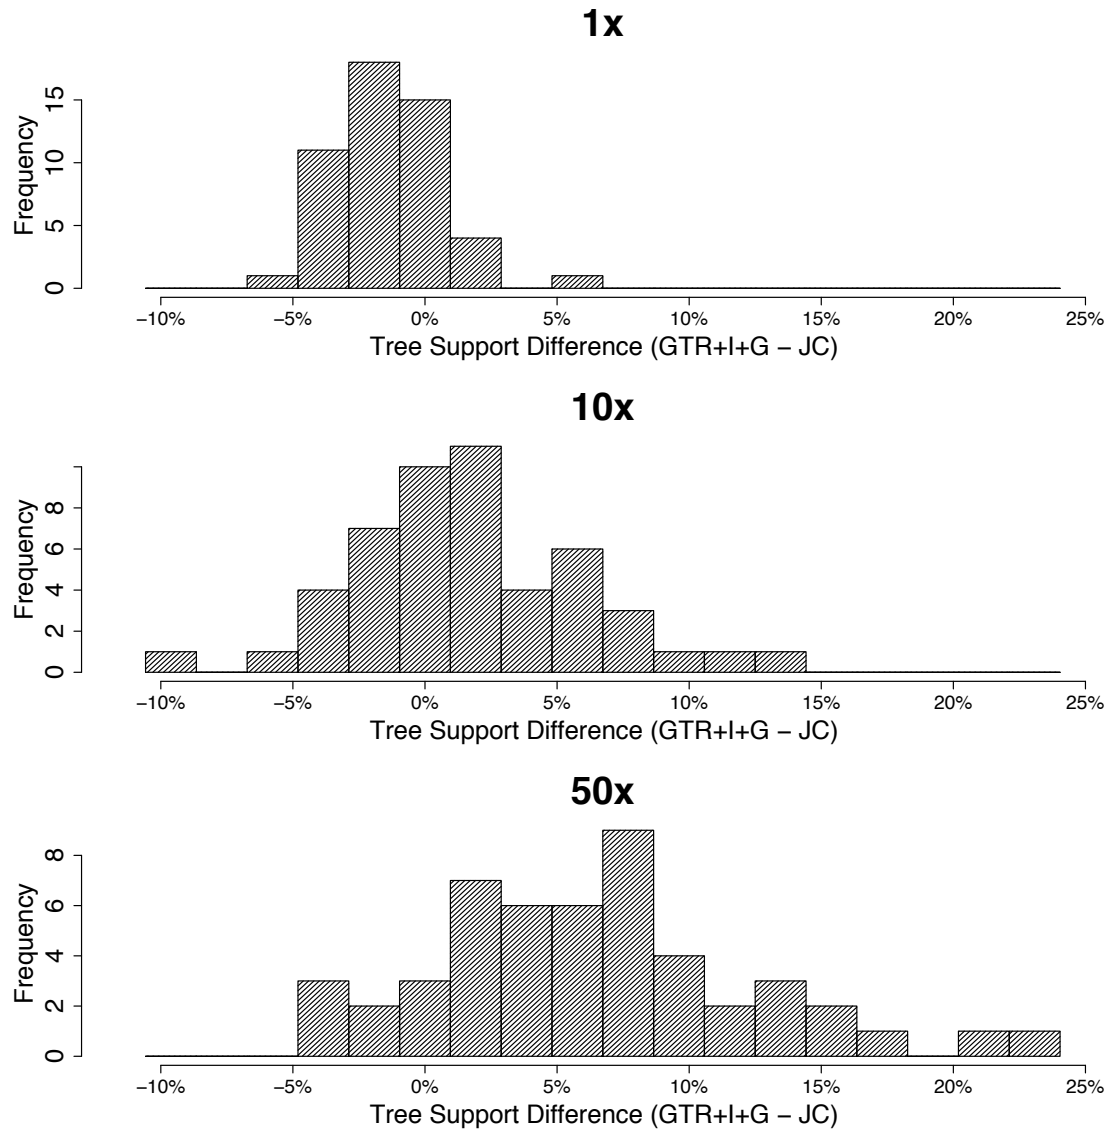 1x
Frequency
15
10
5
0
−10% −5% 0% 5% 10% 15% 20% 25%
Tree Support Difference (GTR+I+G − JC)
10x
Frequency
8
6
4
2
0
−10% −5% 0% 5% 10% 15% 20% 25%
Tree Support Difference (GTR+I+G − JC)
50x
Frequency
8
6
4
2
0
−10% −5% 0% 5% 10% 15% 20% 25%
Tree Support Difference (GTR+I+G − JC)